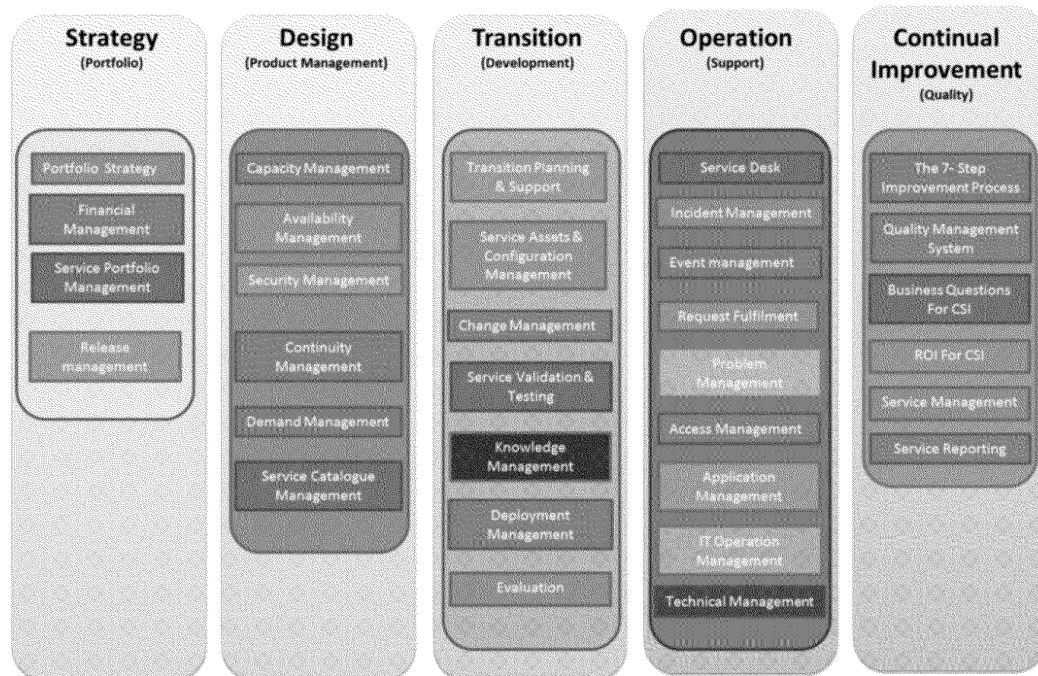 Strategy
(Portfolio)
Portfolio Strategy
Financial
Management
Service Portfolio
Management
Release
management
Design
(Product Management)
Capacity Management
Availability
Management
Security Management
Continuity
Management
Demand Management
Service Catalogue
Management
Transition
(Development)
Transition Planning
& Support
Service Assets &
Configuration
Management
Change Management
Service Validation &
Testing
Knowledge
Management
Deployment
Management
Evaluation
Operation
(Support)
Service Desk
Incident Management
Event management
Request Fulfilment
Problem
Management
Access Management
Application
Management
IT Operation
Management
Technical Management
Continual
Improvement
(Quality)
The 7- Step
Improvement Process
Quality Management
System
Business Questions
For CSI
ROI For CSI
Service Management
Service Reporting